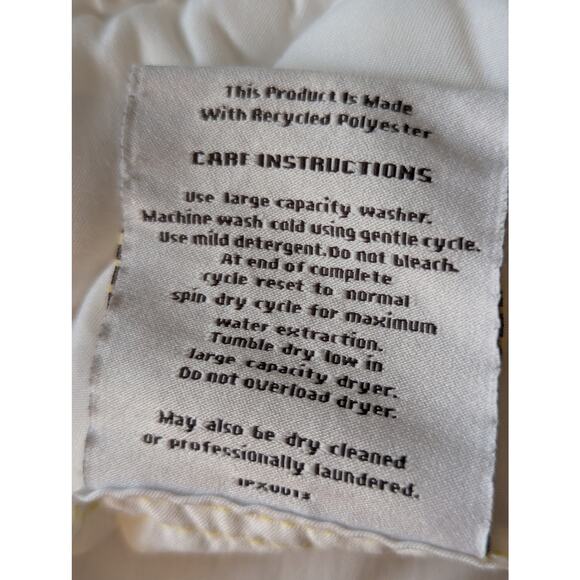 This Product Is Made
With Recycled Polyester
CARE INSTRUCTIONS
Use large capacity washer.
Machine wash cold using gentle cycle.
Use mild detergent.Do not bleach.
At end of complete
cycle reset to normal
spin dry cycle for maximum
water extraction.
Tumble dry low in
large capacity dryer.
Do not overload dryer.
May also be dry cleaned
or professionally laundered.